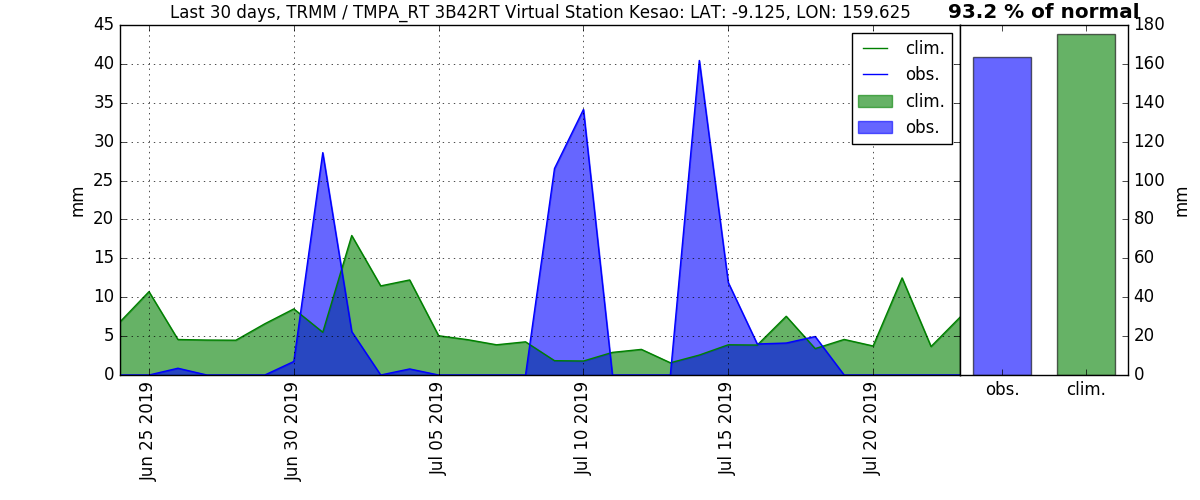 Last 30 days, TRMM / TMPA_RT 3B42RT Virtual Station Kesao: LAT: -9.125, LON: 159.625
93.2 % of normal
45
40
35
30
25
20
15
10
5
0
mm
clim.
obs.
clim.
obs.
Jun 25 2019
Jun 30 2019
Jul 05 2019
Jul 10 2019
Jul 15 2019
Jul 20 2019
180
160
140
120
100
80
60
40
20
0
mm
obs.
clim.